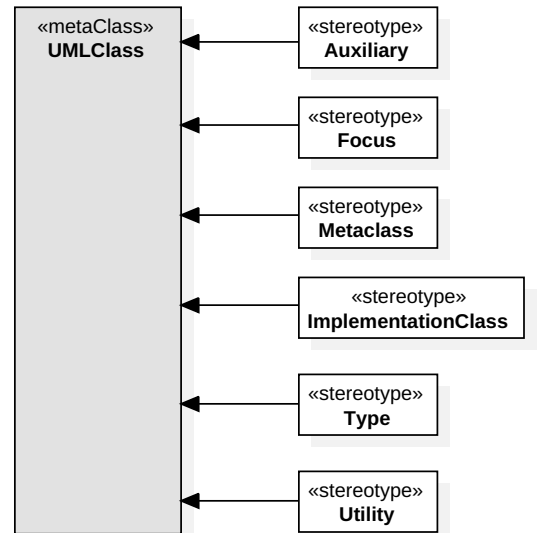 «metaClass»
UMLClass
«stereotype»
Auxiliary
«stereotype»
Focus
«stereotype»
Metaclass
«stereotype»
ImplementationClass
«stereotype»
Type
«stereotype»
Utility